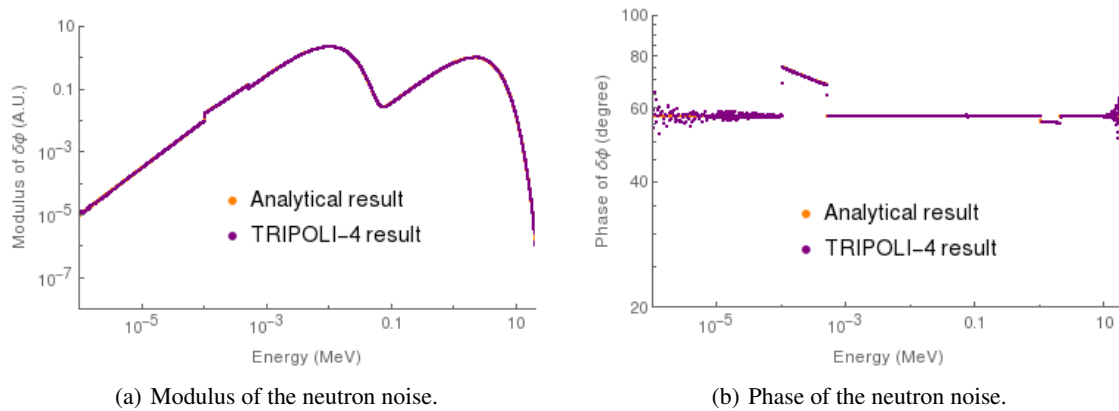 10
0.1
10⁻³
10⁻⁵
10⁻⁷
Modulus of δϕ (A.U.)
Analytical result
TRIPOLI−4 result
10⁻⁵
10⁻³
0.1
10
Energy (MeV)
(a) Modulus of the neutron noise.
100
80
60
40
20
Phase of δϕ (degree)
Analytical result
TRIPOLI−4 result
10⁻⁵
10⁻³
0.1
10
Energy (MeV)
(b) Phase of the neutron noise.